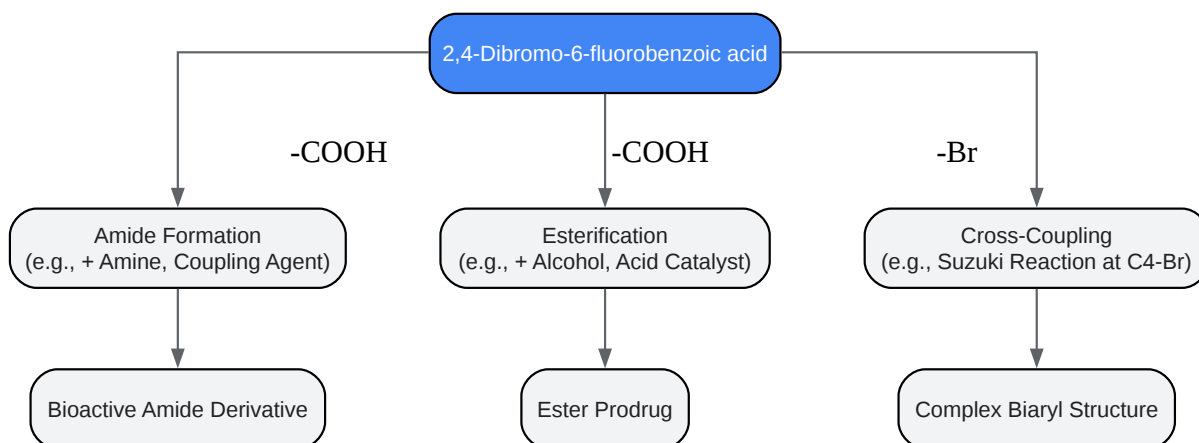 2,4-Dibromo-6-fluorobenzoic acid
-COOH
-COOH
-Br
Amide Formation
(e.g., + Amine, Coupling Agent)
Esterification
(e.g., + Alcohol, Acid Catalyst)
Cross-Coupling
(e.g., Suzuki Reaction at C4-Br)
Bioactive Amide Derivative
Ester Prodrug
Complex Biaryl Structure